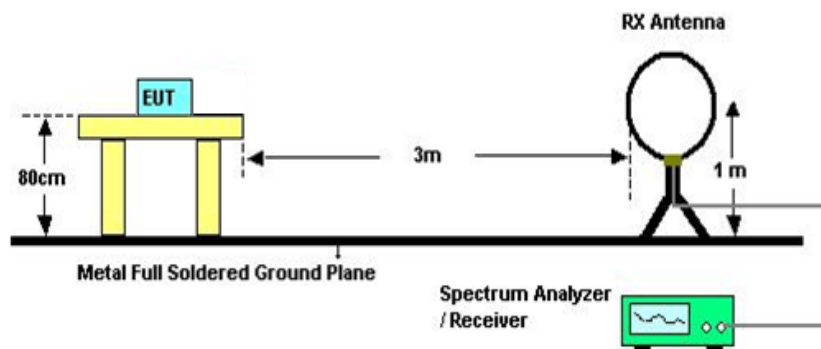 RX Antenna
EUT
3m
80cm
1 m
Metal Full Soldered Ground Plane
Spectrum Analyzer
/ Receiver